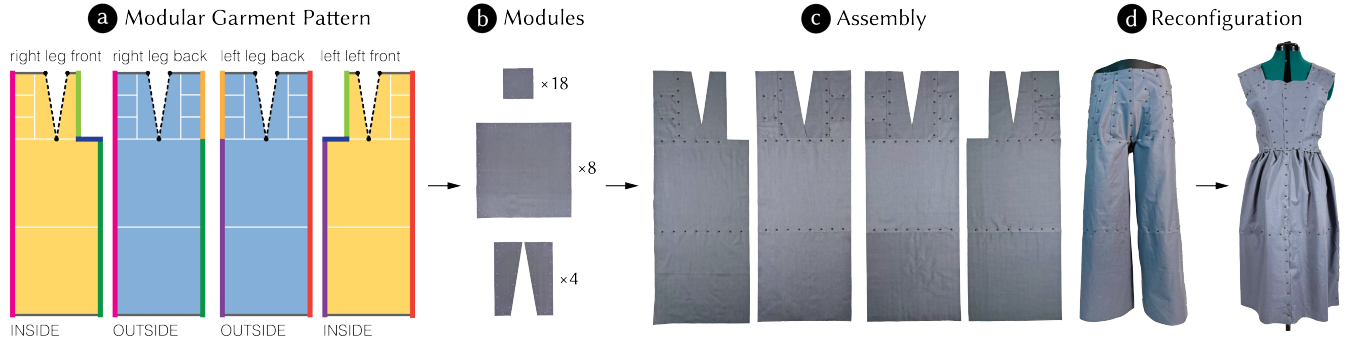 a Modular Garment Pattern
b Modules
c Assembly
d Reconfiguration
right leg front
right leg back
left leg back
left left front
INSIDE
OUTSIDE
OUTSIDE
INSIDE
×18
×8
×4